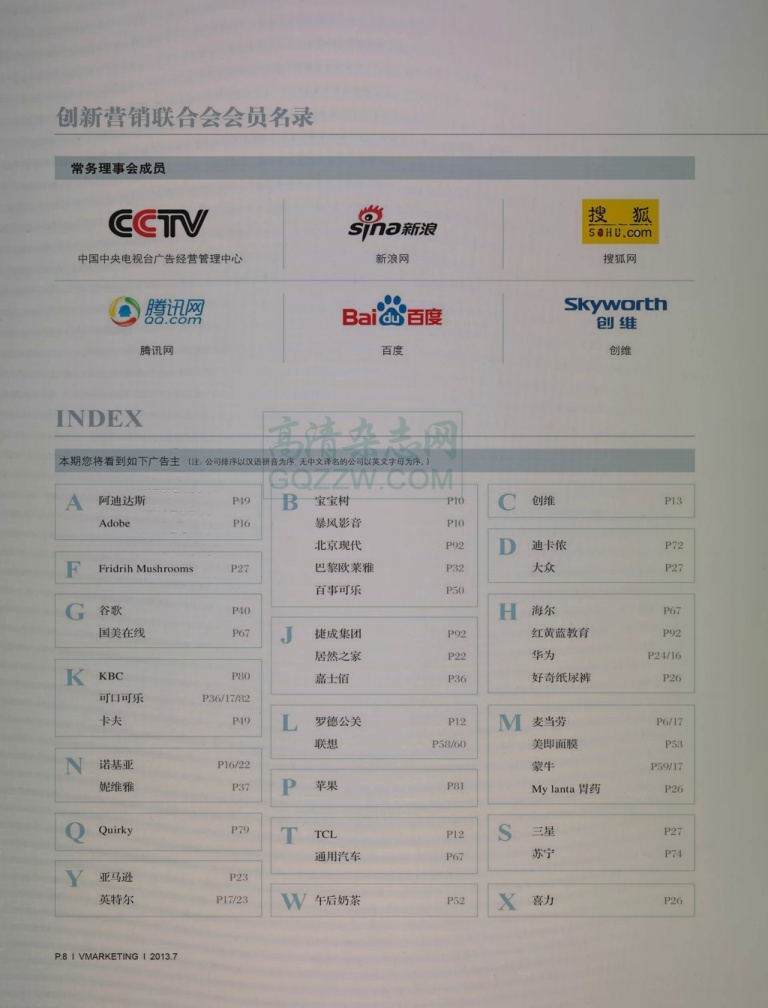 创新营销联合会会员名录
常务理事会成员
CCTV
sina新浪
搜狐
SOHU.com
中国中央电视台广告经营管理中心
新浪网
搜狐网
腾讯网
QQ.com
Baidu百度
Skyworth
创维
腾讯网
百度
创维
INDEX
高清杂志网
GQZZW.COM
本期您将看到如下广告主 (注:公司排序以汉语拼音为序,无中文译名的公司以英文字母为序。)
A 阿迪达斯 P49
Adobe P16
B 宝宝树 P10
暴风影音 P10
北京现代 P92
巴黎欧莱雅 P32
百事可乐 P50
C 创维 P13
D 迪卡侬 P72
大众 P27
F Fridrih Mushrooms P27
G 谷歌 P40
国美在线 P67
H 海尔 P67
红黄蓝教育 P92
华为 P24/16
好奇纸尿裤 P26
J 捷成集团 P92
居然之家 P22
嘉士佰 P36
K KBC P80
可口可乐 P36/17/82
卡夫 P49
L 罗德公关 P12
联想 P58/60
M 麦当劳 P6/17
美即面膜 P53
蒙牛 P59/17
My lanta 胃药 P26
N 诺基亚 P16/22
妮维雅 P37
P 苹果 P81
Q Quirky P79
T TCL P12
通用汽车 P67
S 三星 P27
苏宁 P74
Y 亚马逊 P23
英特尔 P17/23
W 午后奶茶 P52
X 喜力 P26
P.8 I VMARKETING I 2013.7